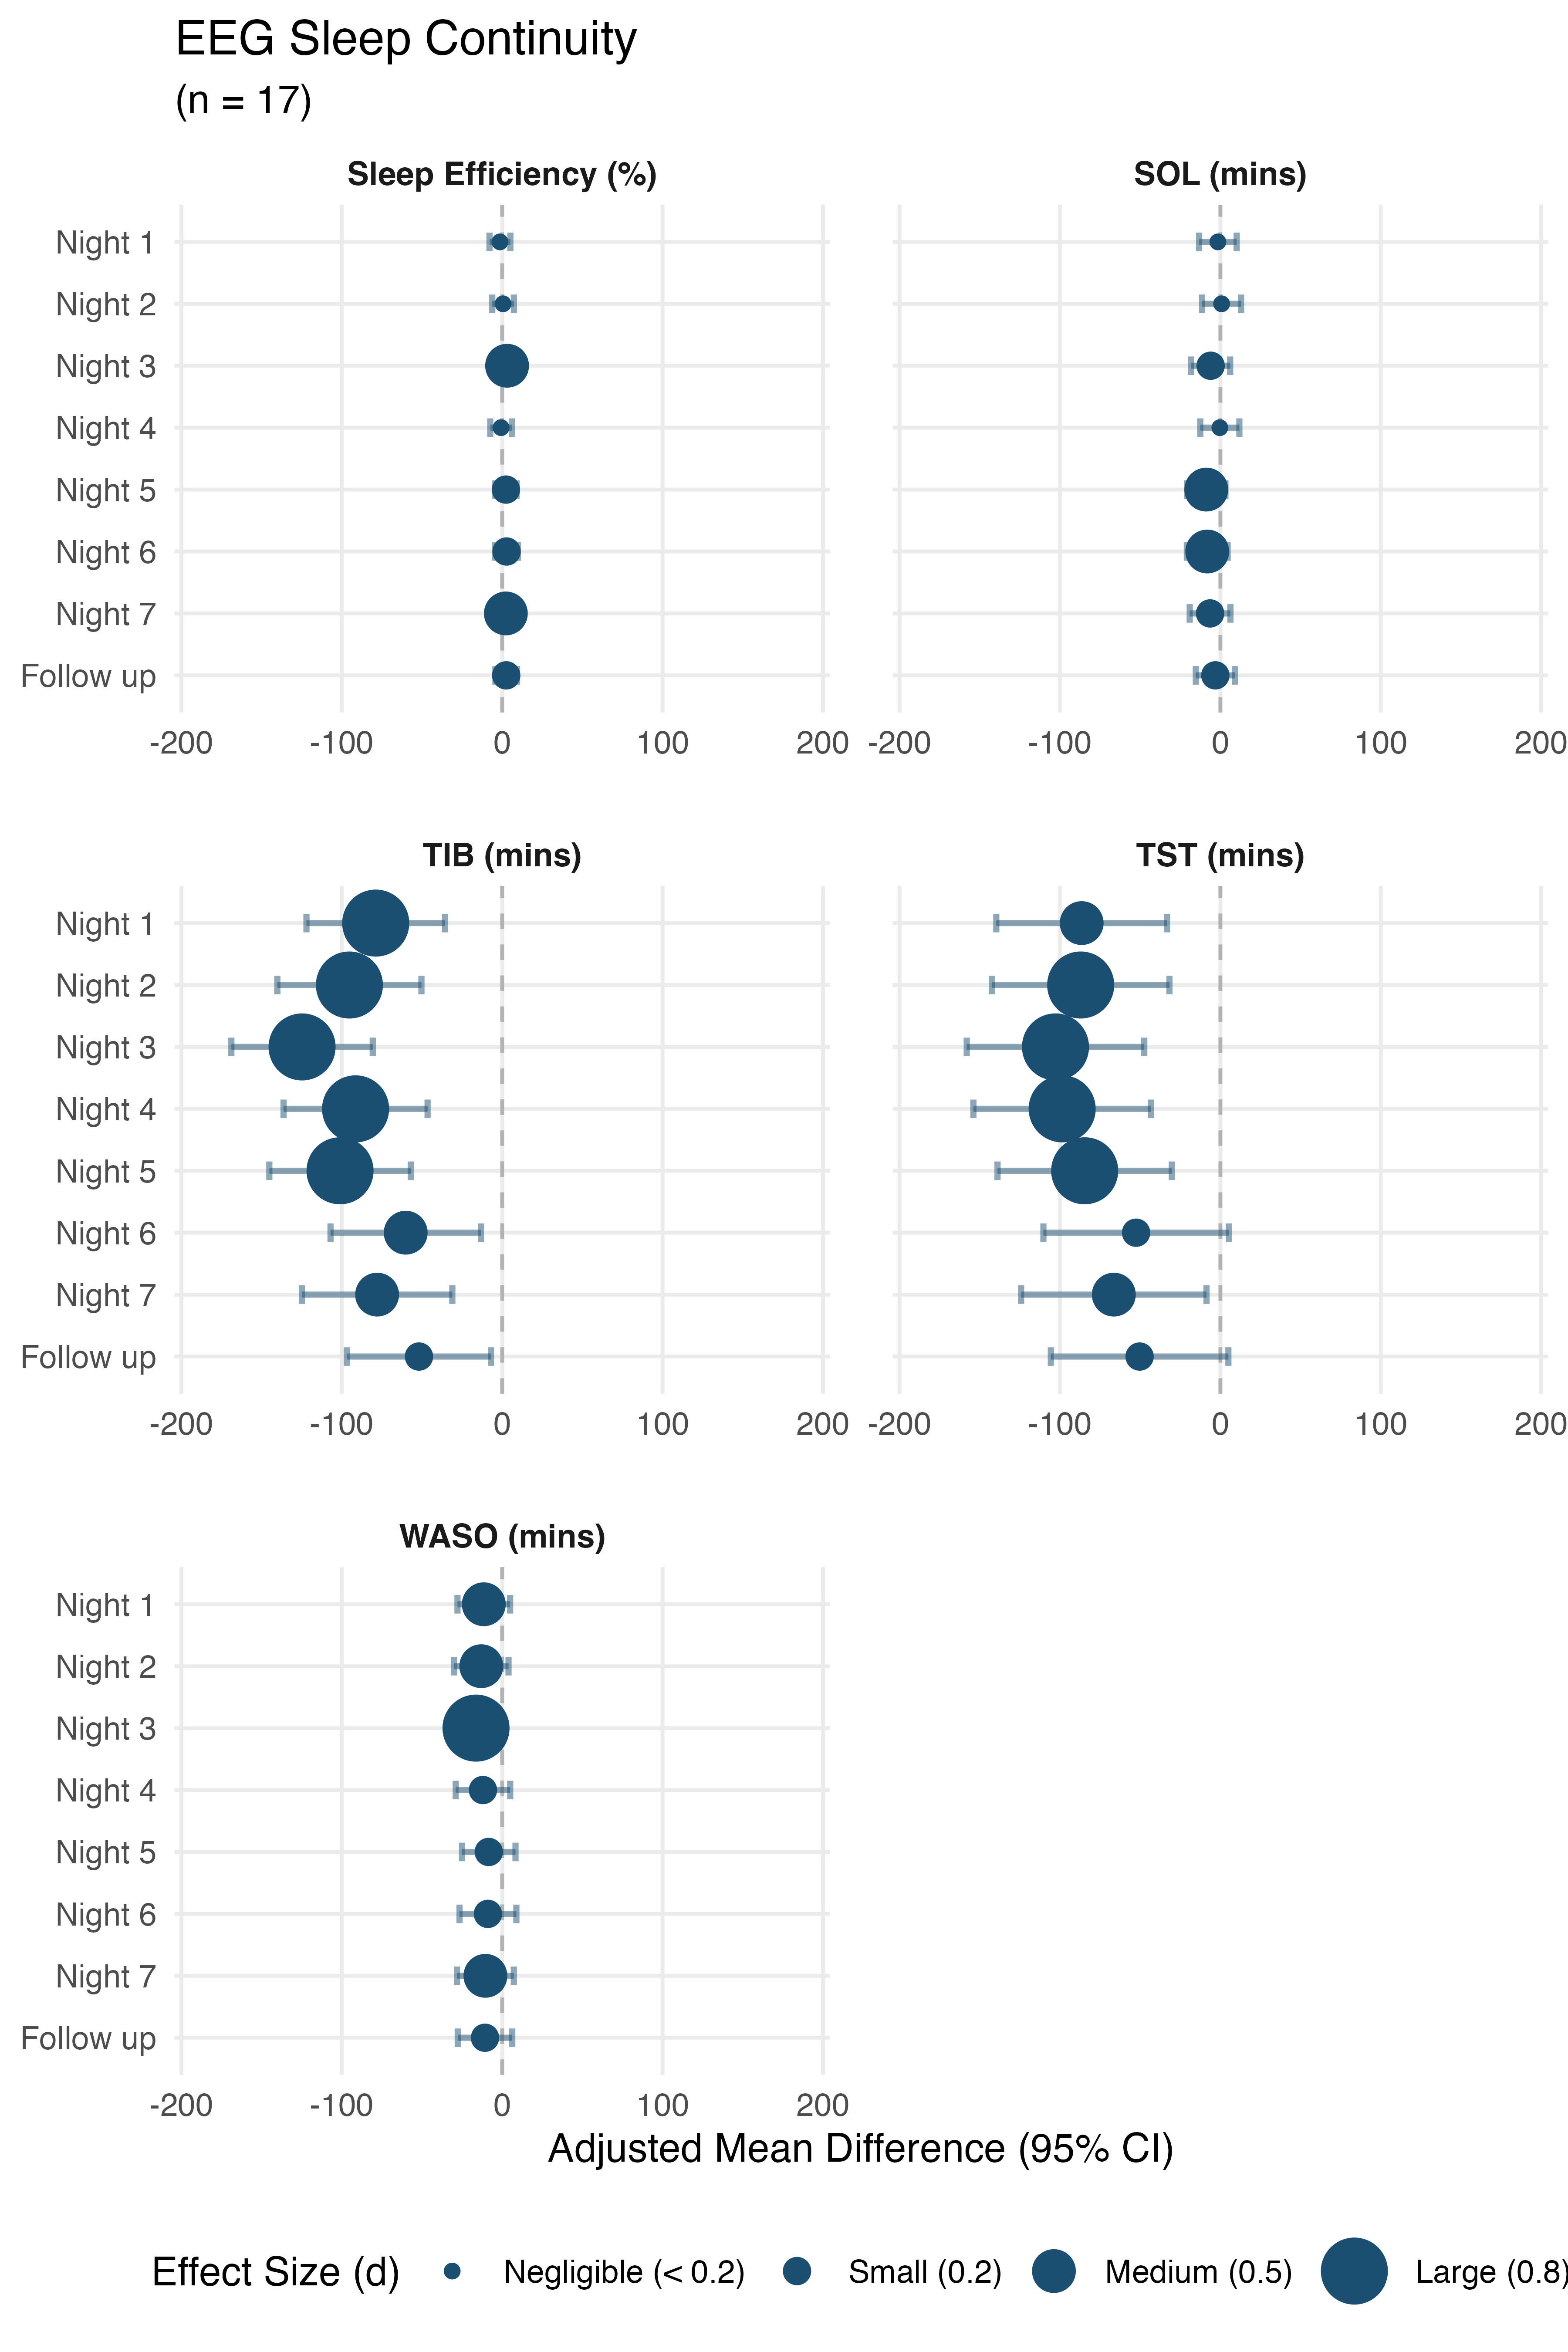 EEG Sleep Continuity
(n = 17)
Sleep Efficiency (%)
SOL (mins)
Night 1
Night 2
Night 3
Night 4
Night 5
Night 6
Night 7
Follow up
-200 -100 0 100 200 -200 -100 0 100 200
TIB (mins)
TST (mins)
Night 1
Night 2
Night 3
Night 4
Night 5
Night 6
Night 7
Follow up
-200 -100 0 100 200 -200 -100 0 100 200
WASO (mins)
Night 1
Night 2
Night 3
Night 4
Night 5
Night 6
Night 7
Follow up
-200 -100 0 100 200
Adjusted Mean Difference (95% CI)
Effect Size (d) Negligible (< 0.2) Small (0.2) Medium (0.5) Large (0.8)